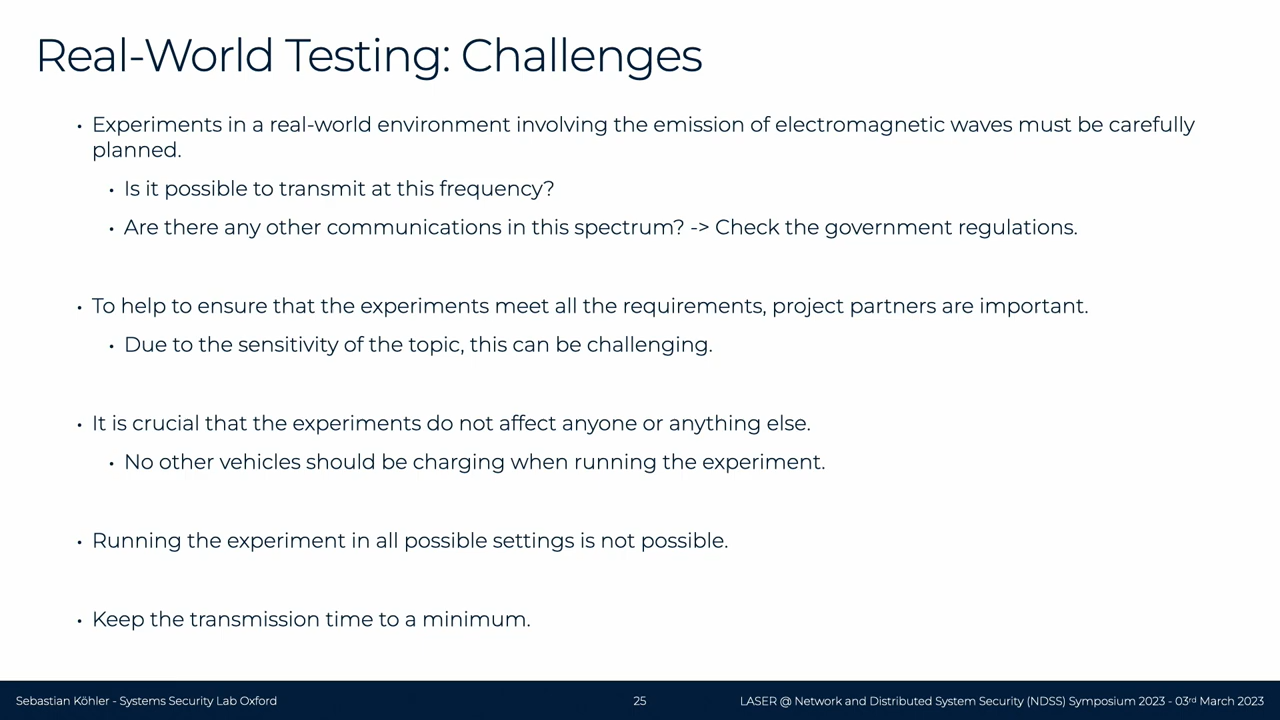 Real-World Testing: Challenges
• Experiments in a real-world environment involving the emission of electromagnetic waves must be carefully
planned.
• Is it possible to transmit at this frequency?
• Are there any other communications in this spectrum? -> Check the government regulations.
• To help to ensure that the experiments meet all the requirements, project partners are important.
• Due to the sensitivity of the topic, this can be challenging.
• It is crucial that the experiments do not affect anyone or anything else.
• No other vehicles should be charging when running the experiment.
• Running the experiment in all possible settings is not possible.
• Keep the transmission time to a minimum.
Sebastian Köhler - Systems Security Lab Oxford
25
LASER @ Network and Distributed System Security (NDSS) Symposium 2023 - 03rd March 2023